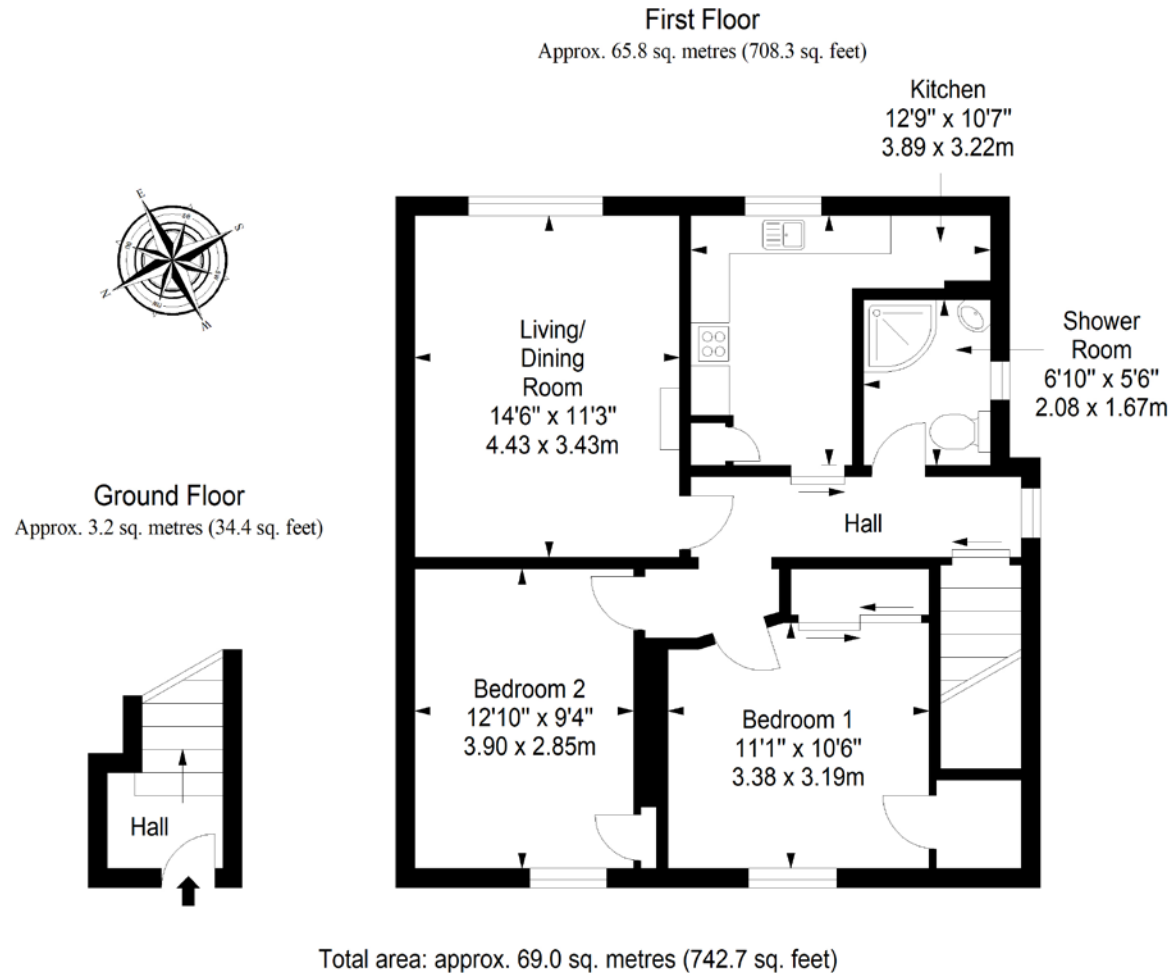 First Floor
Approx. 65.8 sq. metres (708.3 sq. feet)
Kitchen
12'9" x 10'7"
3.89 x 3.22m
E
S
N
W
Living/
Dining
Room
14'6" x 11'3"
4.43 x 3.43m
Shower
Room
6'10" x 5'6"
2.08 x 1.67m
Ground Floor
Approx. 3.2 sq. metres (34.4 sq. feet)
Hall
Bedroom 2
12'10" x 9'4"
3.90 x 2.85m
Bedroom 1
11'1" x 10'6"
3.38 x 3.19m
Hall
Total area: approx. 69.0 sq. metres (742.7 sq. feet)